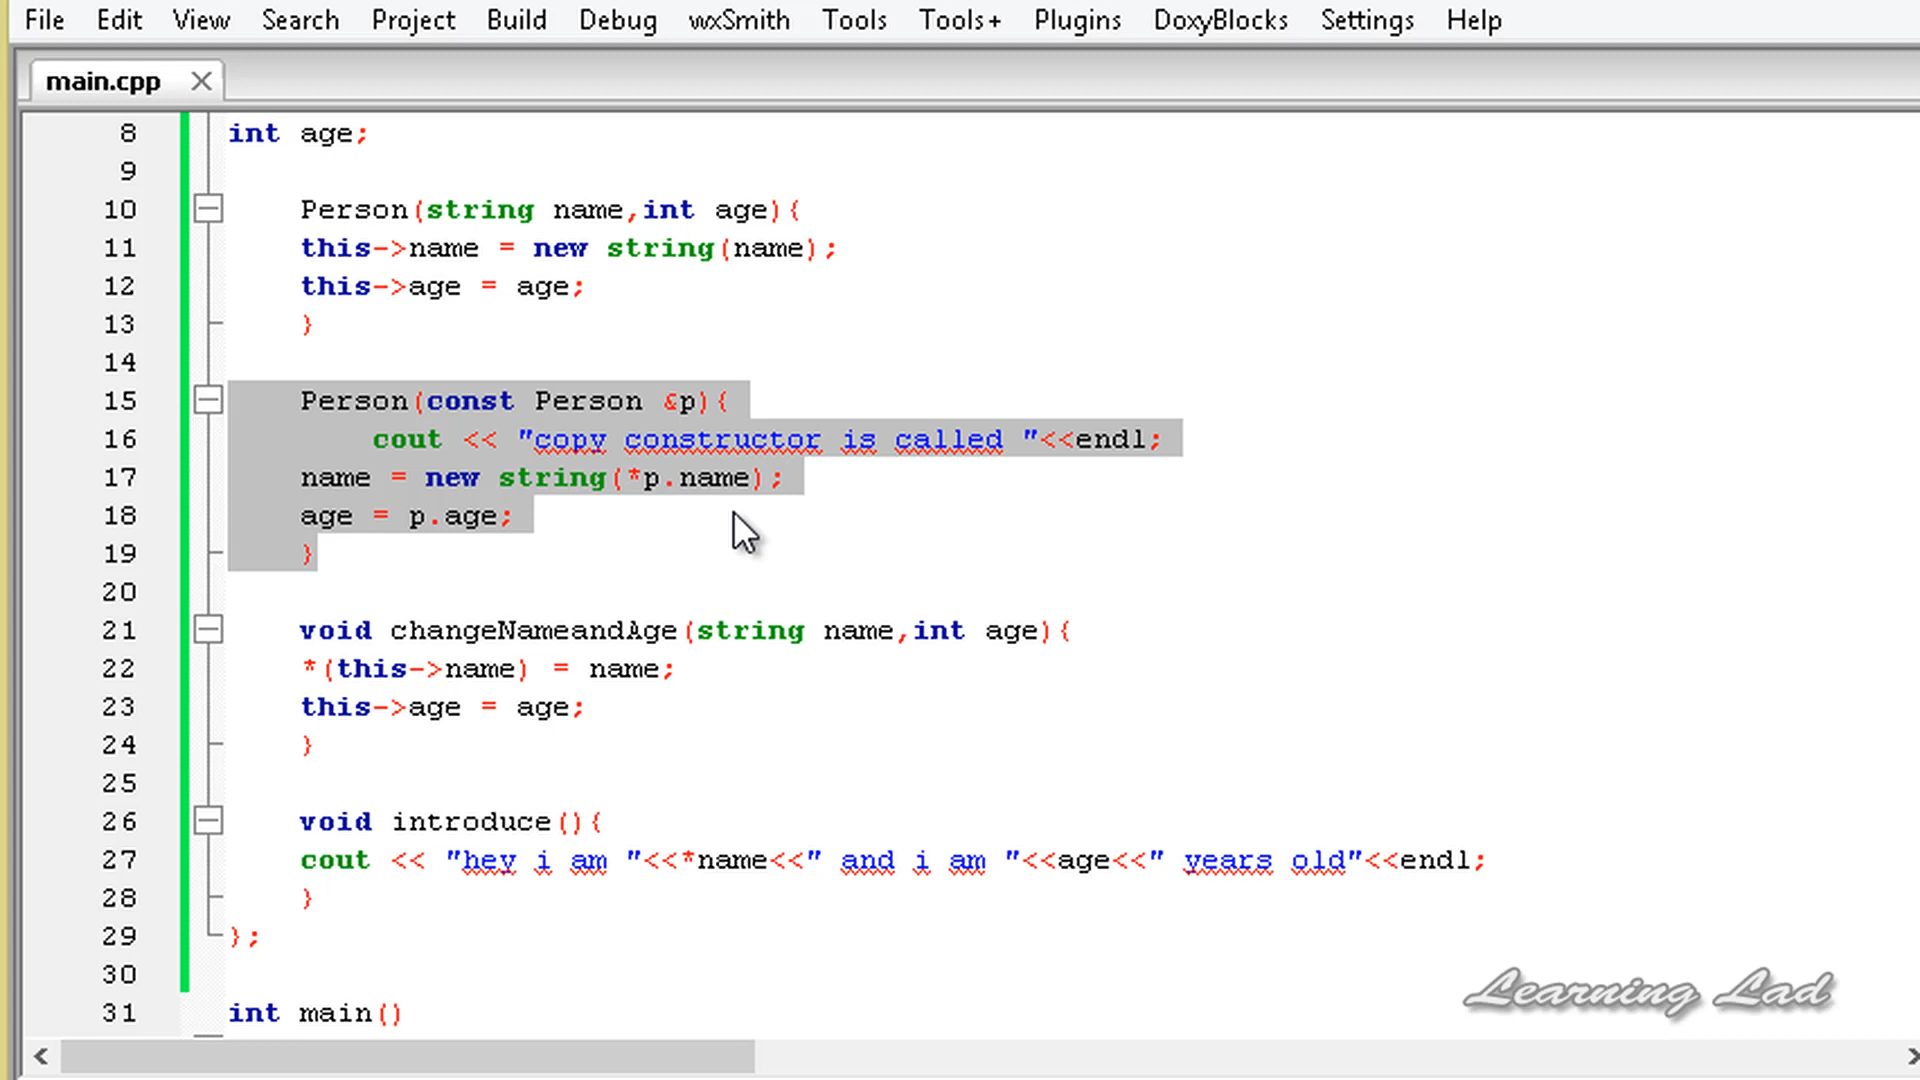 File Edit View Search Project Build Debug wxSmith Tools Tools+ Plugins DoxyBlocks Settings Help
main.cpp
8 int age;
9
10 Person(string name,int age){
11 this->name = new string(name);
12 this->age = age;
13 }
14
15 Person(const Person &p){
16 cout << "copy constructor is called "<<endl;
17 name = new string(*p.name);
18 age = p.age;
19 }
20
21 void changeNameandAge(string name,int age){
22 *(this->name) = name;
23 this->age = age;
24 }
25
26 void introduce(){
27 cout << "hey i am "<<*name<<" and i am "<<age<<" years old"<<endl;
28 }
29 };
30
31 int main()
Learning Lad